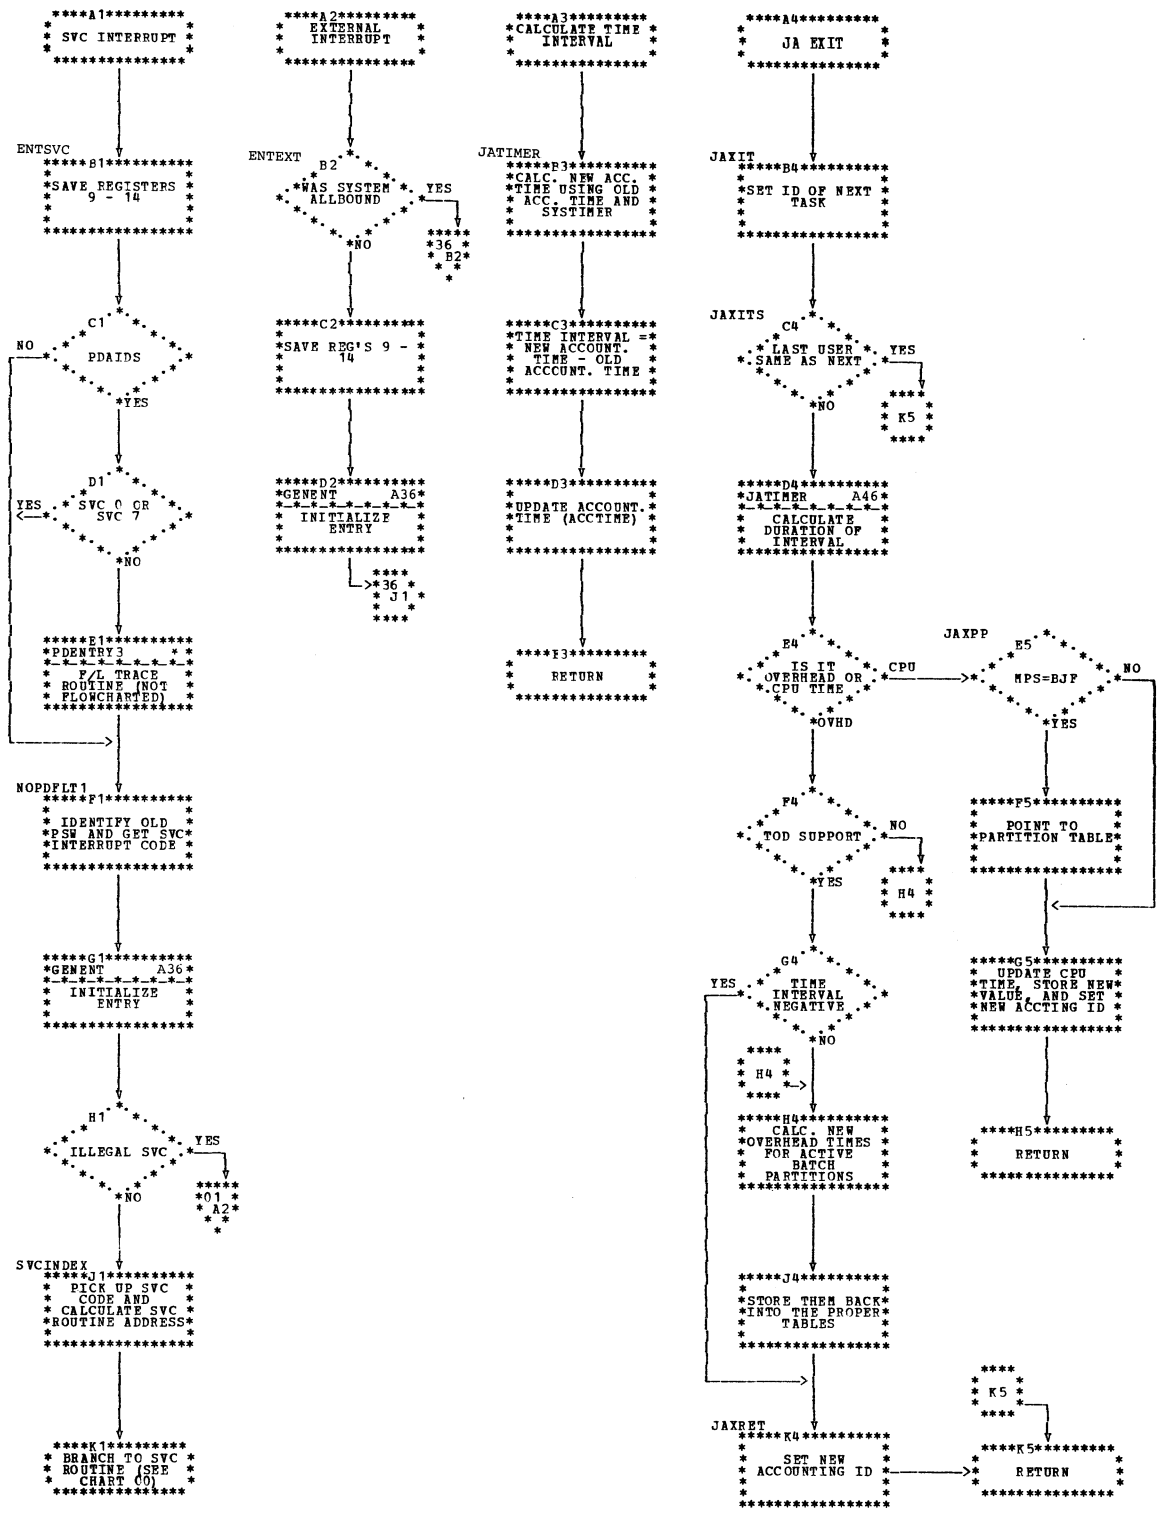 A1
SVC INTERRUPT
ENTSVC
B1
SAVE REGISTERS
9 - 14
C1
PDAIDS
NO
YES
D1
SVC 0 OR
SVC 7
YES
NO
E1
PDENTRY3
F/L TRACE
ROUTINE (NOT
FLOWCHARTED)
NOPDFLT1
F1
IDENTIFY OLD
PSW AND GET SVC
INTERRUPT CODE
G1
GENENT A36
INITIALIZE
ENTRY
H1
ILLEGAL SVC
YES
NO
01
A2
SVCINDEX
J1
PICK UP SVC
CODE AND
CALCULATE SVC
ROUTINE ADDRESS
K1
BRANCH TO SVC
ROUTINE (SEE
CHART 00)
A2
EXTERNAL
INTERRUPT
ENTEXT
B2
WAS SYSTEM
ALLBOUND
YES
36
B2
NO
C2
SAVE REG'S 9 -
14
D2
GENENT A36
INITIALIZE
ENTRY
36
J1
A3
CALCULATE TIME
INTERVAL
JATIMER
B3
CALC. NEW ACC.
TIME USING OLD
ACC. TIME AND
SYSTIMER
C3
TIME INTERVAL =
NEW ACCOUNT.
TIME - OLD
ACCCUNT. TIME
D3
UPDATE ACCOUNT.
TIME (ACCTIME)
E3
RETURN
A4
JA EXIT
JAXIT
B4
SET ID OF NEXT
TASK
JAXITS
C4
LAST USER
SAME AS NEXT
YES
K5
NO
D4
JATIMER A46
CALCULATE
DURATION OF
INTERVAL
E4
IS IT
OVERHEAD OR
CPU TIME
CPU
OVHD
F4
TOD SUPPORT
NO
H4
YES
G4
TIME
INTERVAL
NEGATIVE
YES
NO
H4
H4
CALC. NEW
OVERHEAD TIMES
FOR ACTIVE
BATCH
PARTITIONS
J4
STORE THEM BACK
INTO THE PROPER
TABLES
JAXRET
K4
SET NEW
ACCOUNTING ID
JAXPP
E5
MPS=BJF
NO
YES
F5
POINT TO
PARTITION TABLE
G5
UPDATE CPU
TIME, STORE NEW
VALUE, AND SET
NEW ACCTING ID
H5
RETURN
K5
K5
RETURN